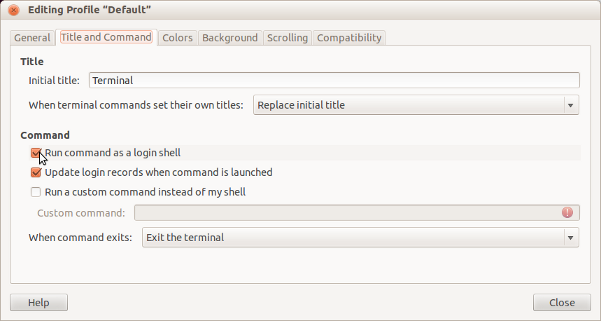 Editing Profile “Default”
General Title and Command Colors Background Scrolling Compatibility
Title
Initial title: Terminal
When terminal commands set their own titles: Replace initial title
Command
Run command as a login shell
Update login records when command is launched
Run a custom command instead of my shell
Custom command:
When command exits: Exit the terminal
Help Close